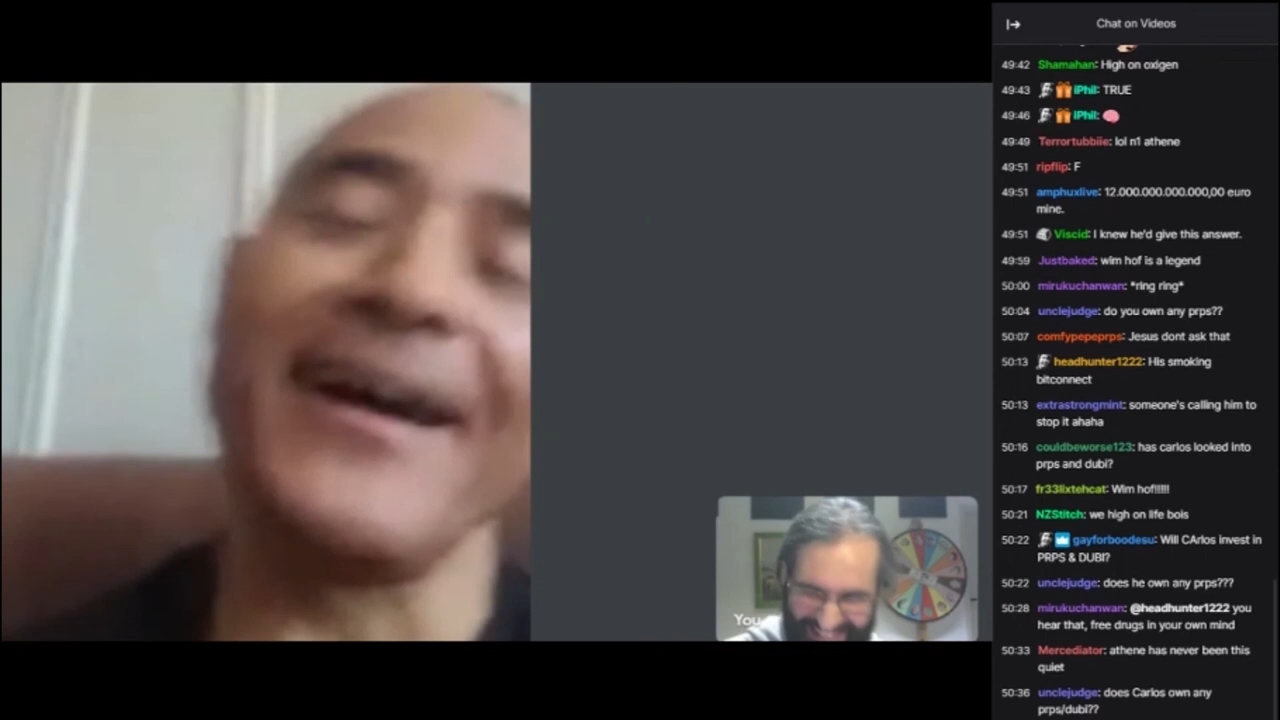 Chat on Videos
49:42 Shamahan: High on oxigen
49:43 iPhil: TRUE
49:46 iPhil:
49:49 Terrortubbiie: lol n1 athene
49:51 ripflip: F
49:51 amphuxlive: 12.000.000.000.000,00 euro
mine.
49:51 Viscid: I knew he'd give this answer.
49:59 Justbaked: wim hof is a legend
50:00 mirukuchanwan: *ring ring*
50:04 unclejudge: do you own any prps??
50:07 comfypepeprps: Jesus dont ask that
50:13 headhunter1222: His smoking
bitconnect
50:13 extrastrongmint: someone's calling him to
stop it ahaha
50:16 couldbeworse123: has carlos looked into
prps and dubi?
50:17 fr33lixtehcat: Wim hof!!!!!
50:21 NZStitch: we high on life bois
50:22 gayforboodesu: Will CArlos invest in
PRPS & DUBI?
50:22 unclejudge: does he own any prps???
50:28 mirukuchanwan: @headhunter1222 you
hear that, free drugs in your own mind
50:33 Mercediator: athene has never been this
quiet
50:36 unclejudge: does Carlos own any
prps/dubi??
You